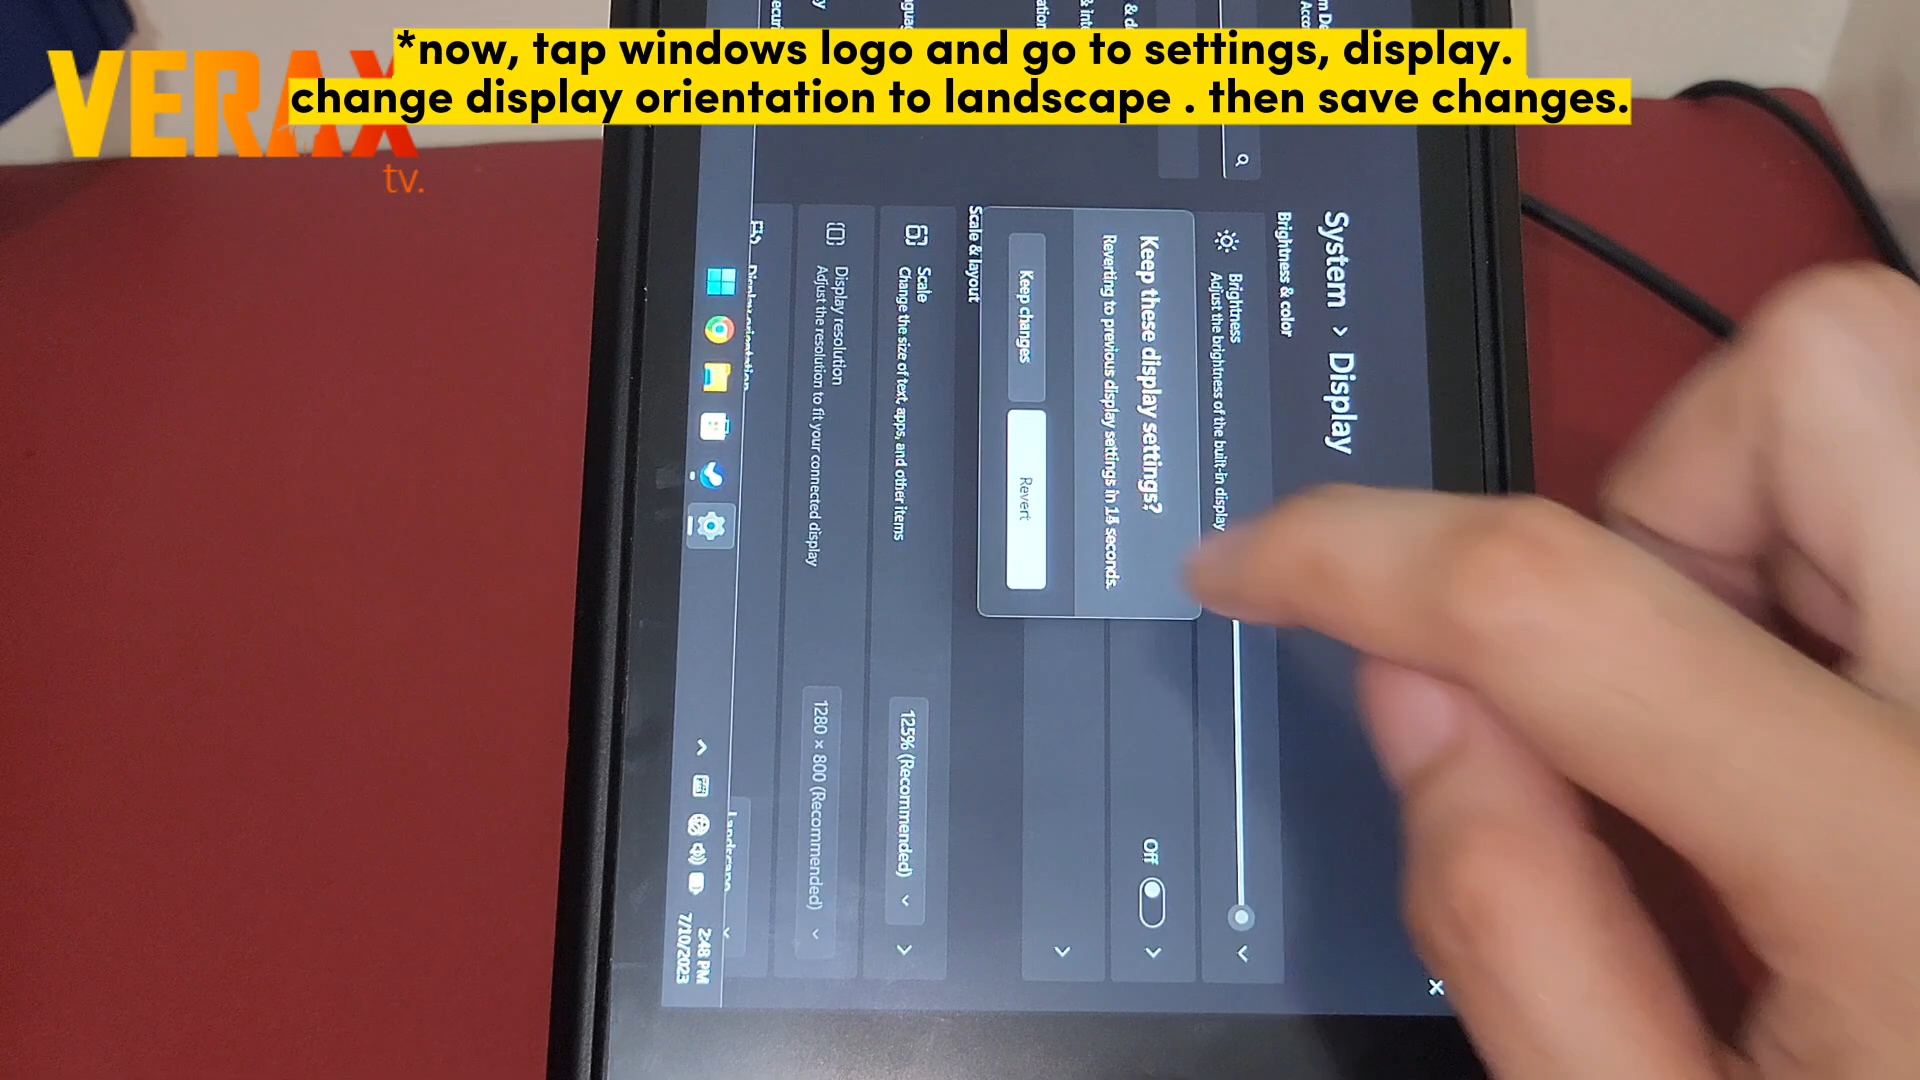 *now, tap windows logo and go to settings, display.
change display orientation to landscape . then save changes.
VERAX
tv.
System > Display
Brightness & color
Brightness
Adjust the brightness of the built-in display
Keep these display settings?
Reverting to previous display settings in seconds.
Keep changes
Revert
Off
Scale & layout
Scale
Change the size of text, apps, and other items
125% (Recommended)
Display resolution
Adjust the resolution to fit your connected display
1280 × 800 (Recommended)
Display orientation
Landscape
2:48 PM
7/10/2023